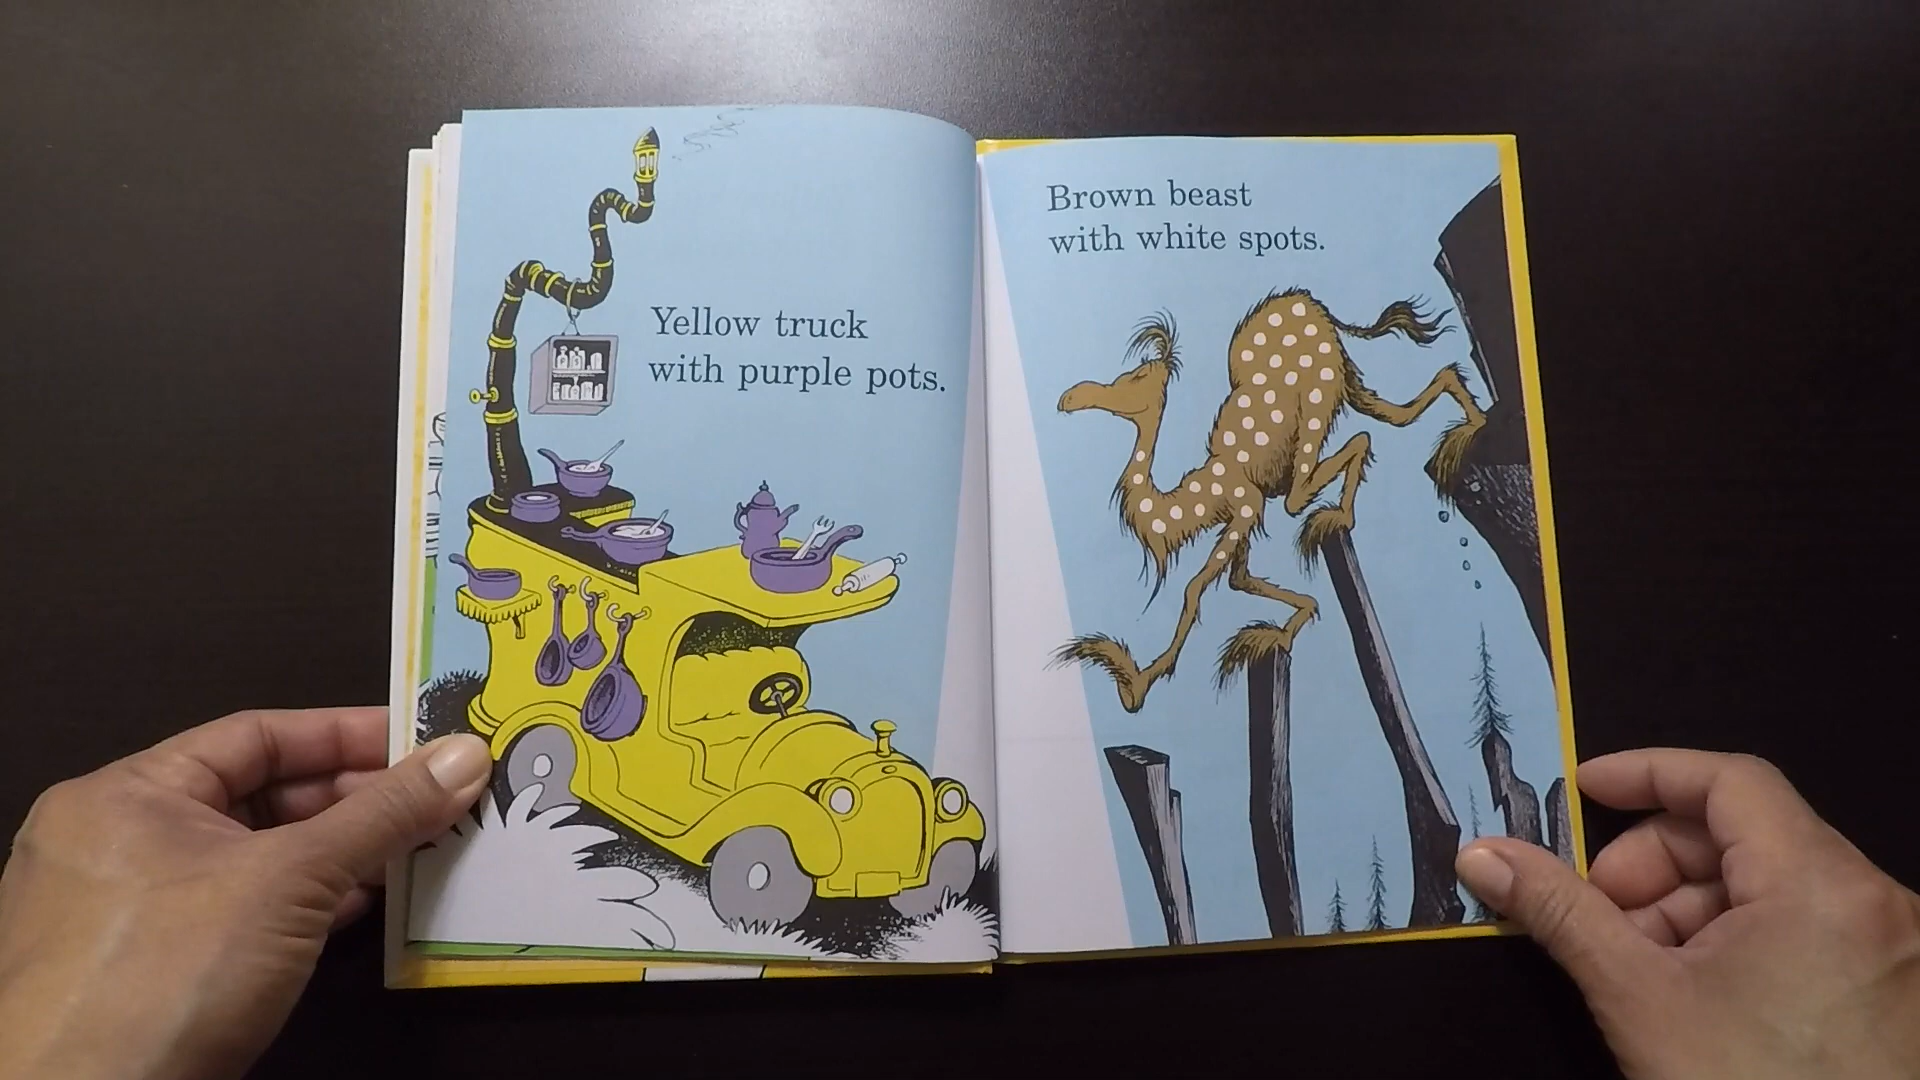 Yellow truck
with purple pots.
Brown beast
with white spots.